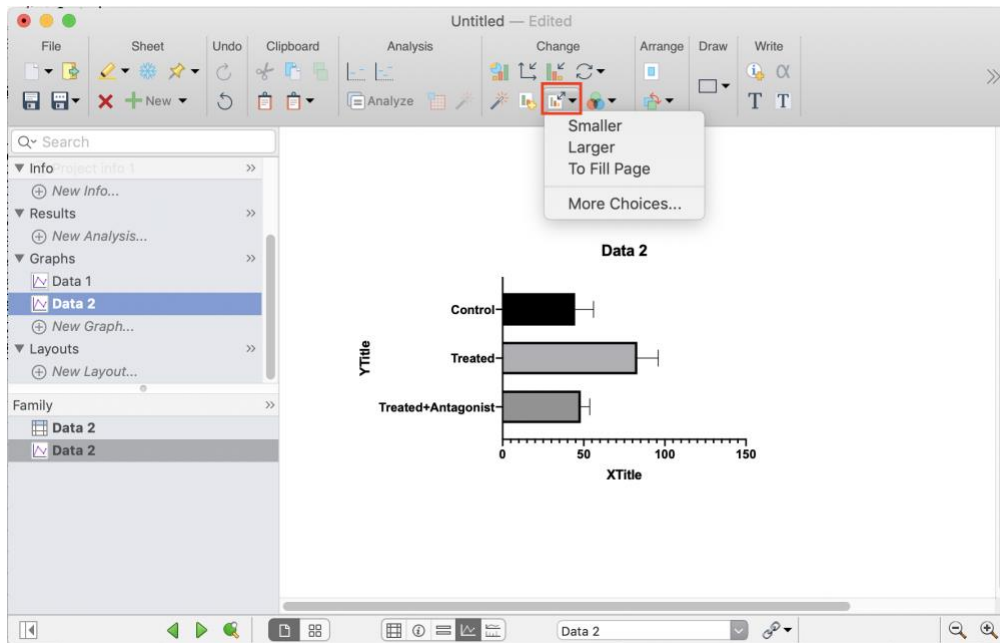 Untitled — Edited
File Sheet Undo Clipboard Analysis Change Arrange Draw Write
α
New Analyze T T
Smaller
Larger
To Fill Page
More Choices...
Search
Info Project info 1
New Info...
Results
New Analysis...
Graphs
Data 1
Data 2
New Graph...
Layouts
New Layout...
Family
Data 2
Data 2
Data 2
Control
YTitle
Treated
Treated+Antagonist
0 50 100 150
XTitle
Data 2